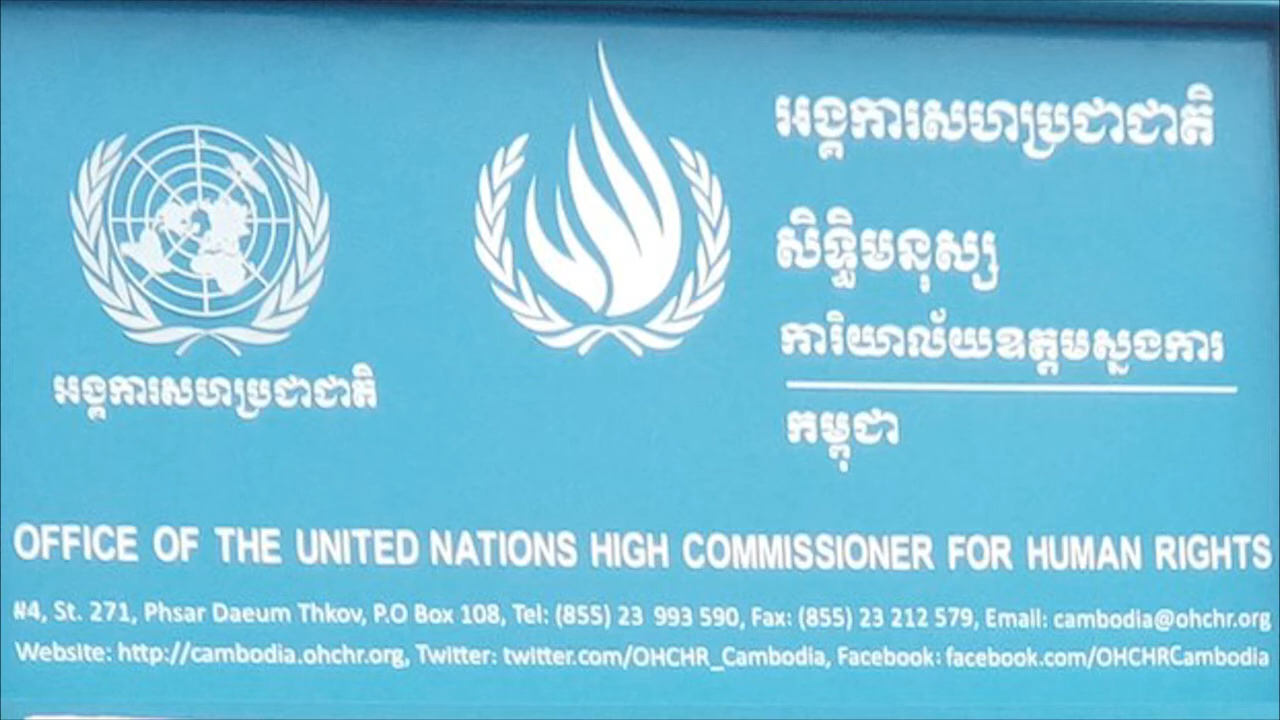 អង្គការសហប្រជាជាតិ
អង្គការសហប្រជាជាតិ
សិទ្ធិមនុស្ស
ការិយាល័យឧត្តមស្នងការ
កម្ពុជា
OFFICE OF THE UNITED NATIONS HIGH COMMISSIONER FOR HUMAN RIGHTS
#4, St. 271, Phsar Daeum Thkov, P.O Box 108, Tel: (855) 23 993 590, Fax: (855) 23 212 579, Email: cambodia@ohchr.org
Website: http://cambodia.ohchr.org, Twitter: twitter.com/OHCHR_Cambodia, Facebook: facebook.com/OHCHRCambodia